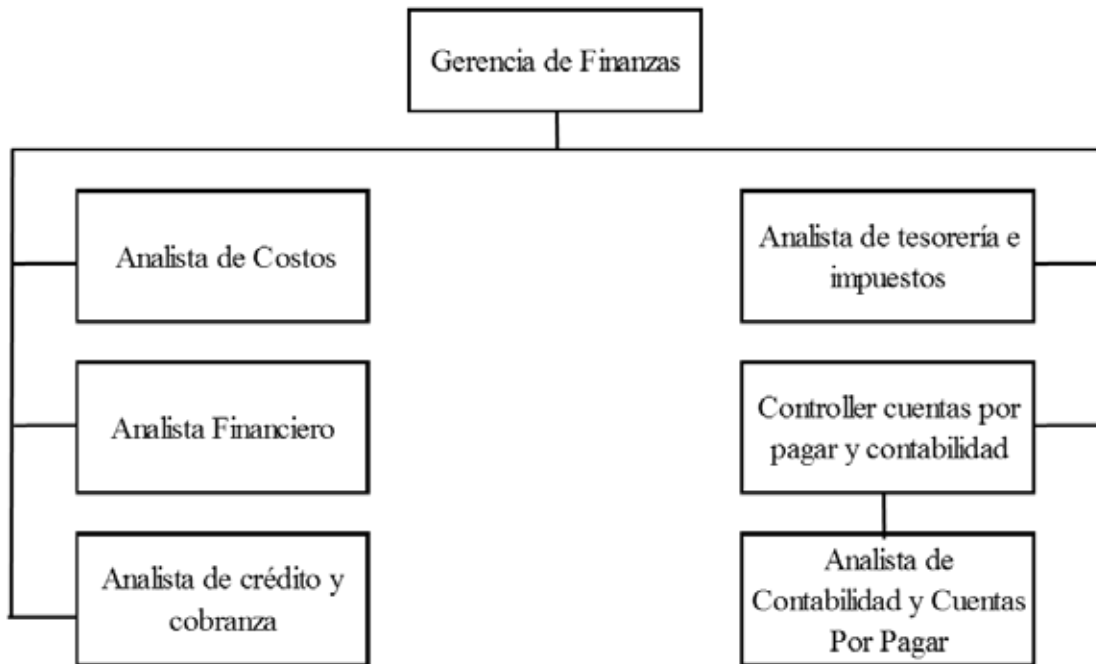 Gerencia de Finanzas
Analista de Costos
Analista de tesorería e
impuestos
Analista Financiero
Controller cuentas por
pagar y contabilidad
Analista de crédito y
cobranza
Analista de
Contabilidad y Cuentas
Por Pagar